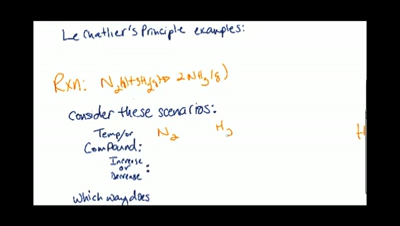 Le Chatlier's Principle examples:
Rxn: N2(g)+3H2(g)⇌ 2NH3(g)
Consider these scenarios:
Temp/or Compound: N2 H2
Increase or Decrease :
which way does